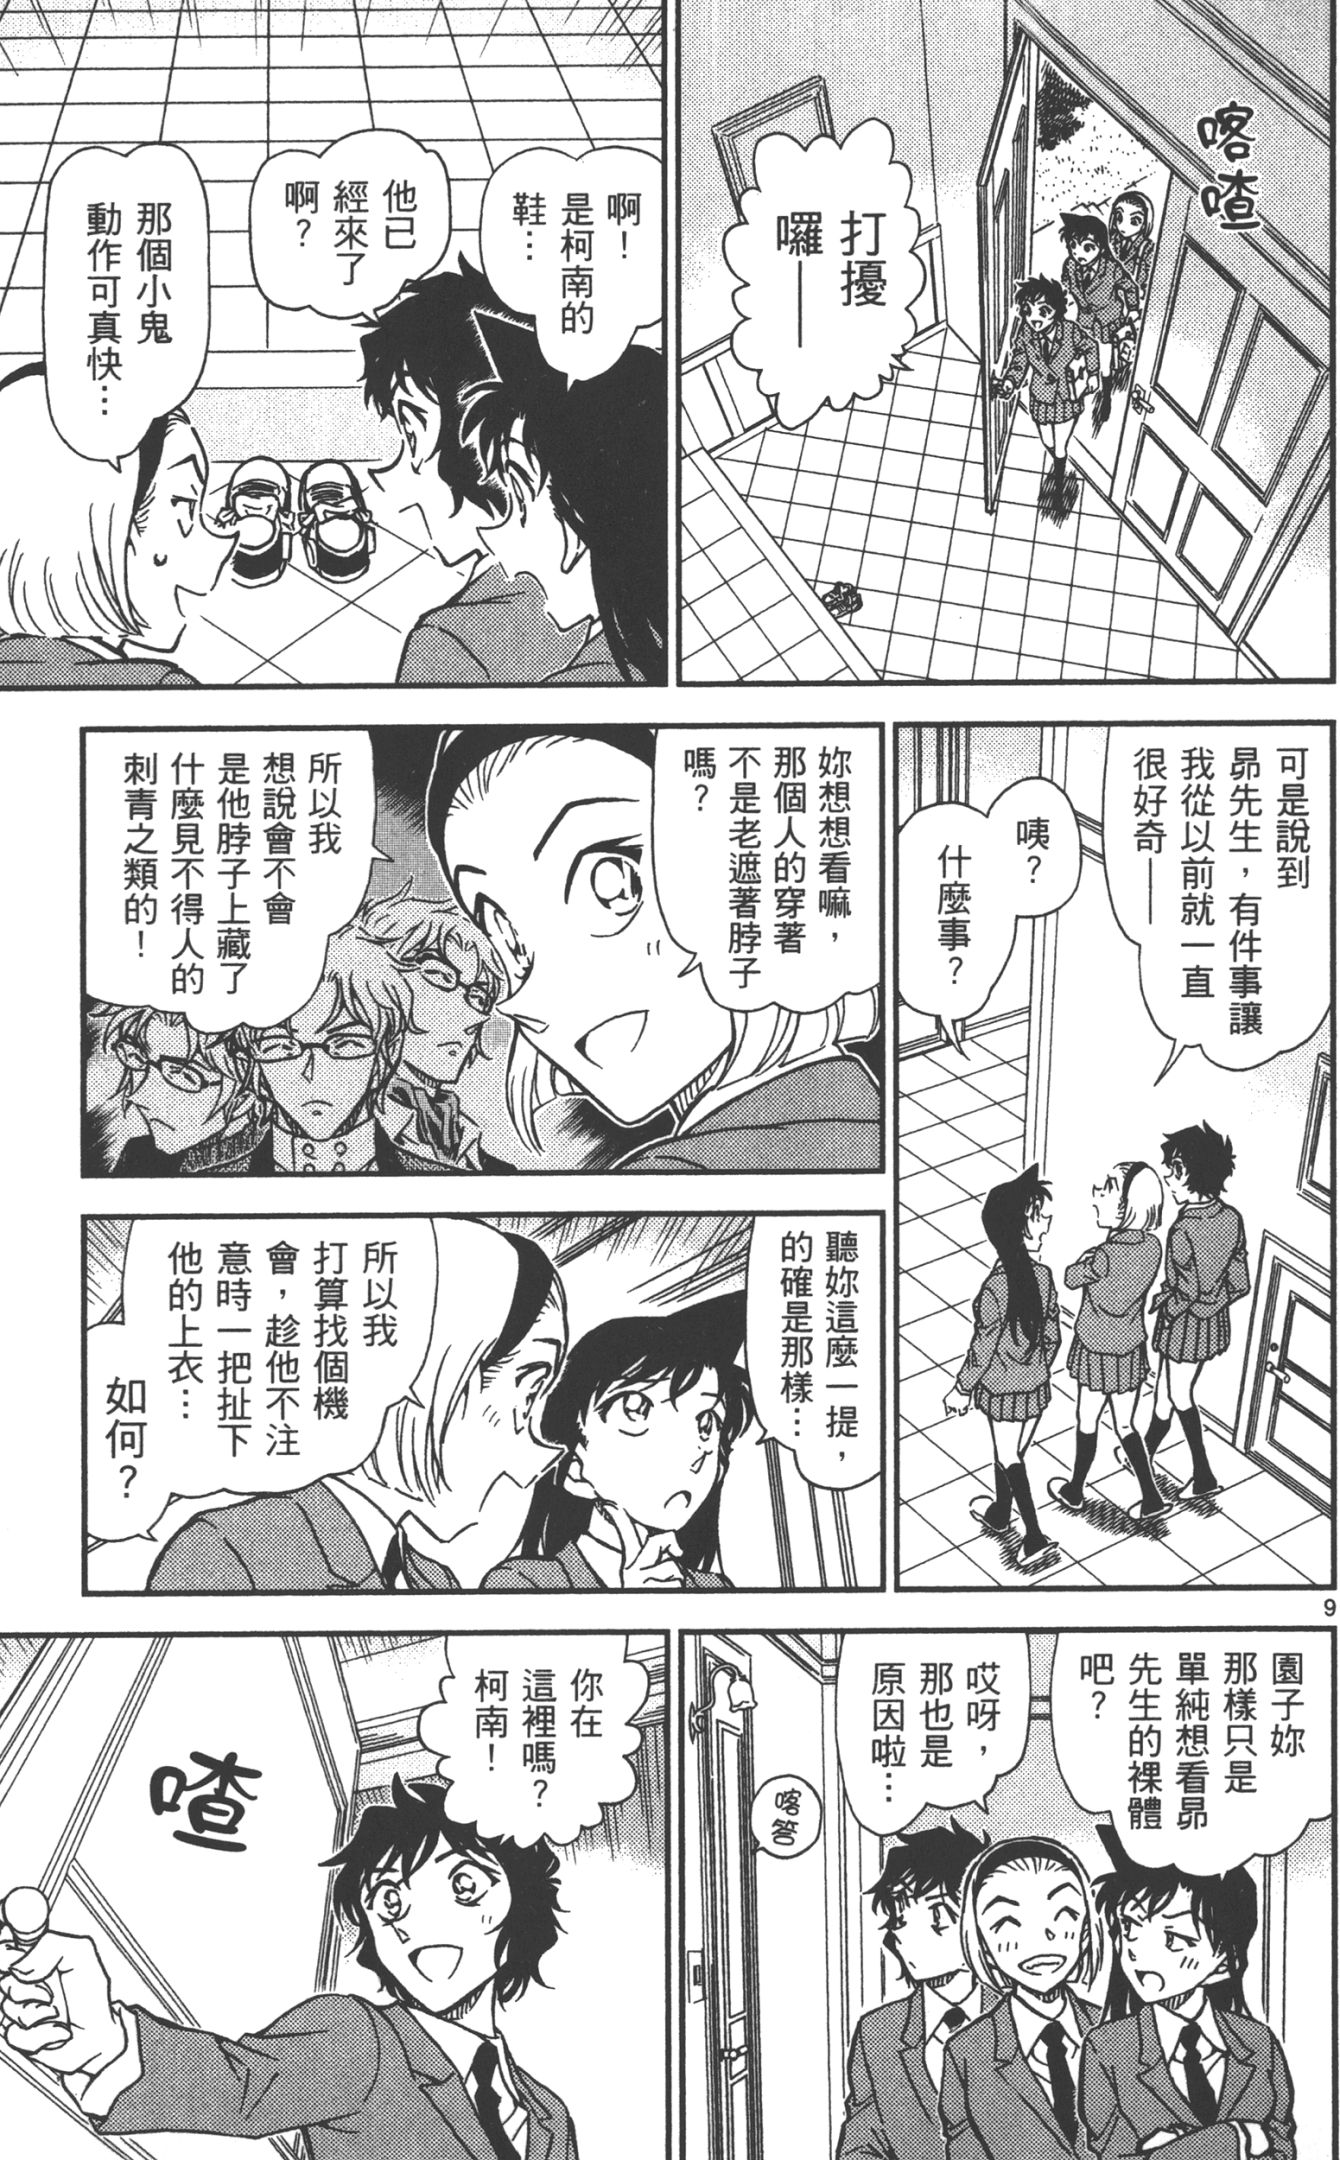 喀喳
打擾
囉——
啊！
是柯南的
鞋…
他已
經來了
啊？
那個小鬼
動作可真快…
可是說到
昴先生，有件事讓
我從以前就一直
很好奇——
咦？
什麼事？
妳想想看嘛，
那個人的穿著
不是老遮著脖子
嗎？
所以我
想說會不會
是他脖子上藏了
什麼見不得人的
刺青之類的！
聽妳這麼一提，
的確是那樣…
所以我
打算找個機
會，趁他不注
意時一把扯下
他的上衣…
如何？
9
園子妳
那樣只是
單純想看昴
先生的裸體
吧？
哎呀，
那也是
原因啦…
喀答
你在
這裡嗎？
柯南！
喳